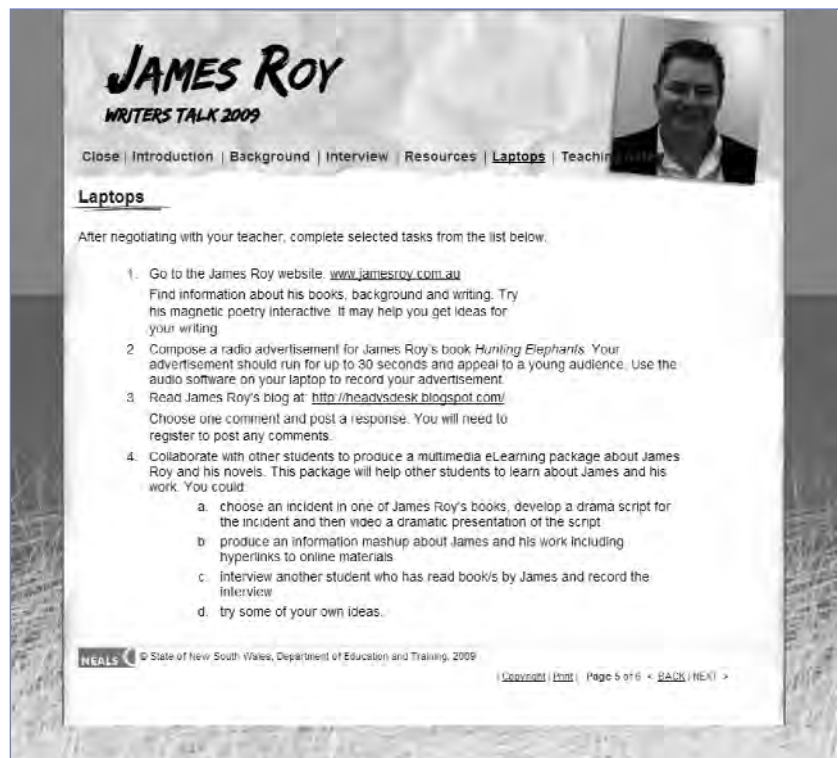 JAMES ROY
WRITERS TALK 2009
Close | Introduction | Background | Interview | Resources | Laptops | Teaching
Laptops
After negotiating with your teacher, complete selected tasks from the list below.
1. Go to the James Roy website: www.jamesroy.com.au
Find information about his books, background and writing. Try
his magnetic poetry interactive. It may help you get ideas for
your writing.
2. Compose a radio advertisement for James Roy's book Hunting Elephants. Your
advertisement should run for up to 30 seconds and appeal to a young audience. Use the
audio software on your laptop to record your advertisement.
3. Read James Roy's blog at: http://headvsdesk.blogspot.com/
Choose one comment and post a response. You will need to
register to post any comments.
4. Collaborate with other students to produce a multimedia eLearning package about James
Roy and his novels. This package will help other students to learn about James and his
work. You could:
a. choose an incident in one of James Roy's books, develop a drama script for
the incident and then video a dramatic presentation of the script
b. produce an information mashup about James and his work including
hyperlinks to online materials
c. interview another student who has read book/s by James and record the
interview
d. try some of your own ideas.
NEALS © State of New South Wales, Department of Education and Training, 2009
| Copyright | Print | Page 5 of 6 < BACK | NEXT >